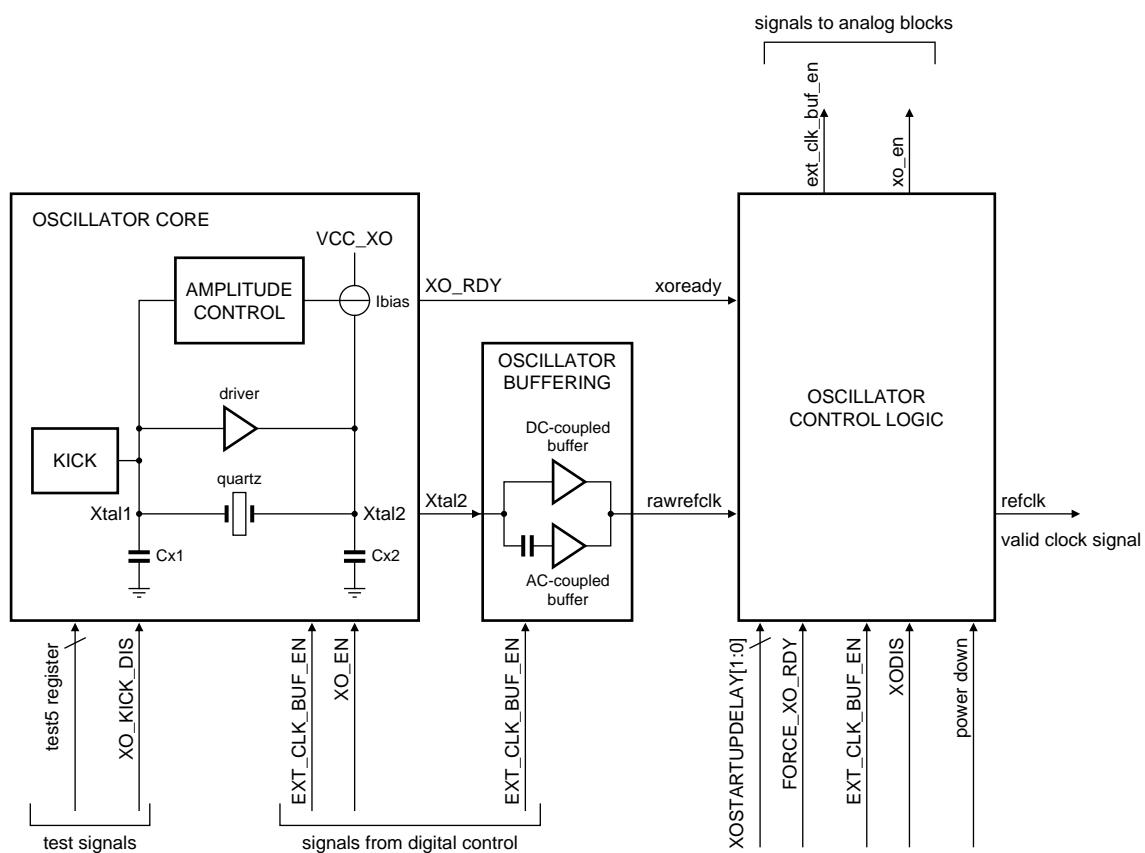 signals to analog blocks
ext_clk_buf_en
xo_en
OSCILLATOR CORE
VCC_XO
AMPLITUDE
CONTROL
Ibias
XO_RDY
xoready
driver
KICK
quartz
Xtal1
Xtal2
Cx1
Cx2
Xtal2
OSCILLATOR
BUFFERING
DC-coupled
buffer
AC-coupled
buffer
rawrefclk
OSCILLATOR
CONTROL LOGIC
refclk
valid clock signal
test5 register
XO_KICK_DIS
EXT_CLK_BUF_EN
XO_EN
EXT_CLK_BUF_EN
XOSTARTUPDELAY[1:0]
FORCE_XO_RDY
EXT_CLK_BUF_EN
XODIS
power down
test signals
signals from digital control